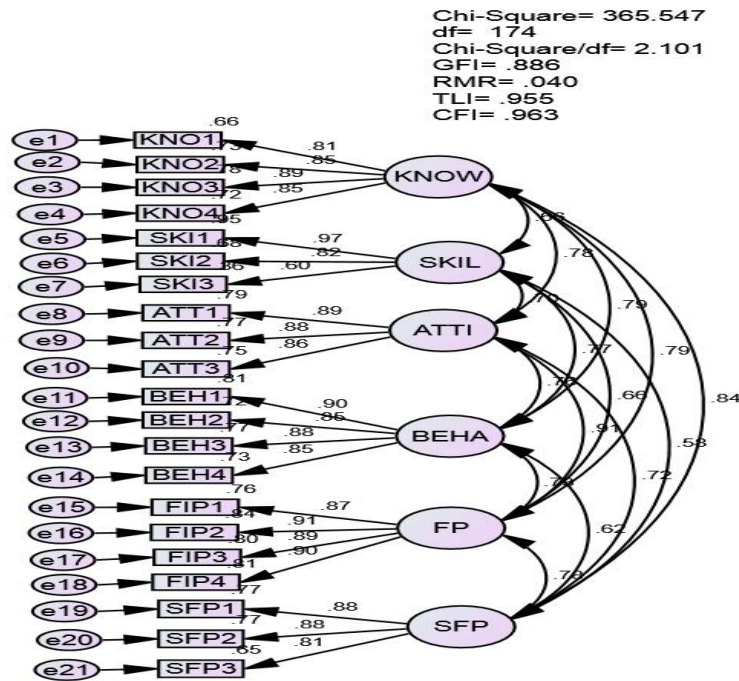 Chi-Square= 365.547
df= 174
Chi-Square/df= 2.101
GFI= .886
RMR= .040
TLI= .955
CFI= .963
.66
e1 KNO1 .81
e2 KNO2 .85
e3 KNO3 .89 KNOW
.72
e4 KNO4 .85
e5 SKI1 .97
e6 SKI2 .82 SKIL .78
e7 SKI3 .60
.79
e8 ATT1 .89 .79
.77
e9 ATT2 .88 ATTI .77 .79
.75
e10 ATT3 .86
.81
e11 BEH1 .90 .66 .84
e12 BEH2 .85
.77
e13 BEH3 .88 BEHA .91 .58
.73
e14 BEH4 .85 .72
.76
e15 FIP1 .87
e16 FIP2 .91 FP .62
e17 FIP3 .89
e18 FIP4 .90
.77
e19 SFP1 .88
.77
e20 SFP2 .88 SFP
.65
e21 SFP3 .81